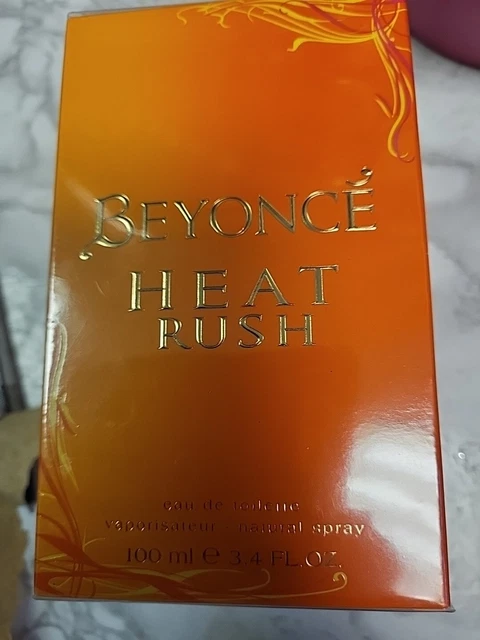 BEYONCÉ
HEAT
RUSH
eau de toilette
vaporisateur · natural spray
100 ml ℮ 3.4 FL.OZ.